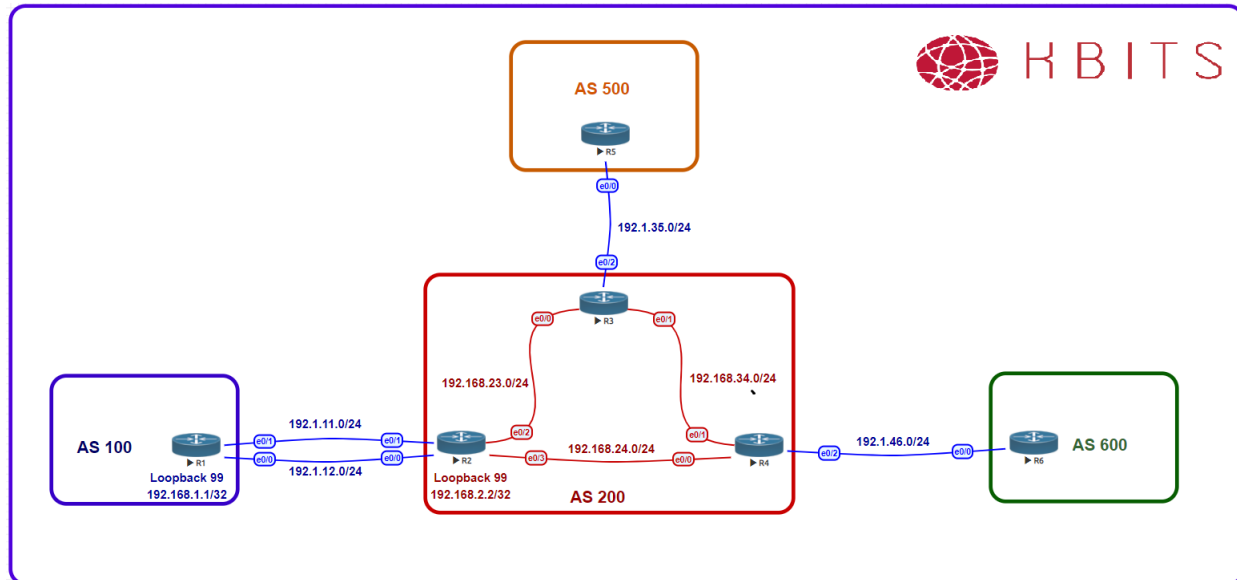 KBITS
AS 500
R5
e0/0
192.1.35.0/24
e0/2
R3
e0/0
e0/1
192.168.23.0/24
192.168.34.0/24
AS 100
R1
Loopback 99
192.168.1.1/32
e0/1
e0/0
192.1.11.0/24
192.1.12.0/24
e0/1
e0/0
R2
Loopback 99
192.168.2.2/32
e0/2
e0/3
192.168.24.0/24
AS 200
e0/1
e0/0
R4
e0/2
192.1.46.0/24
e0/0
R6
AS 600